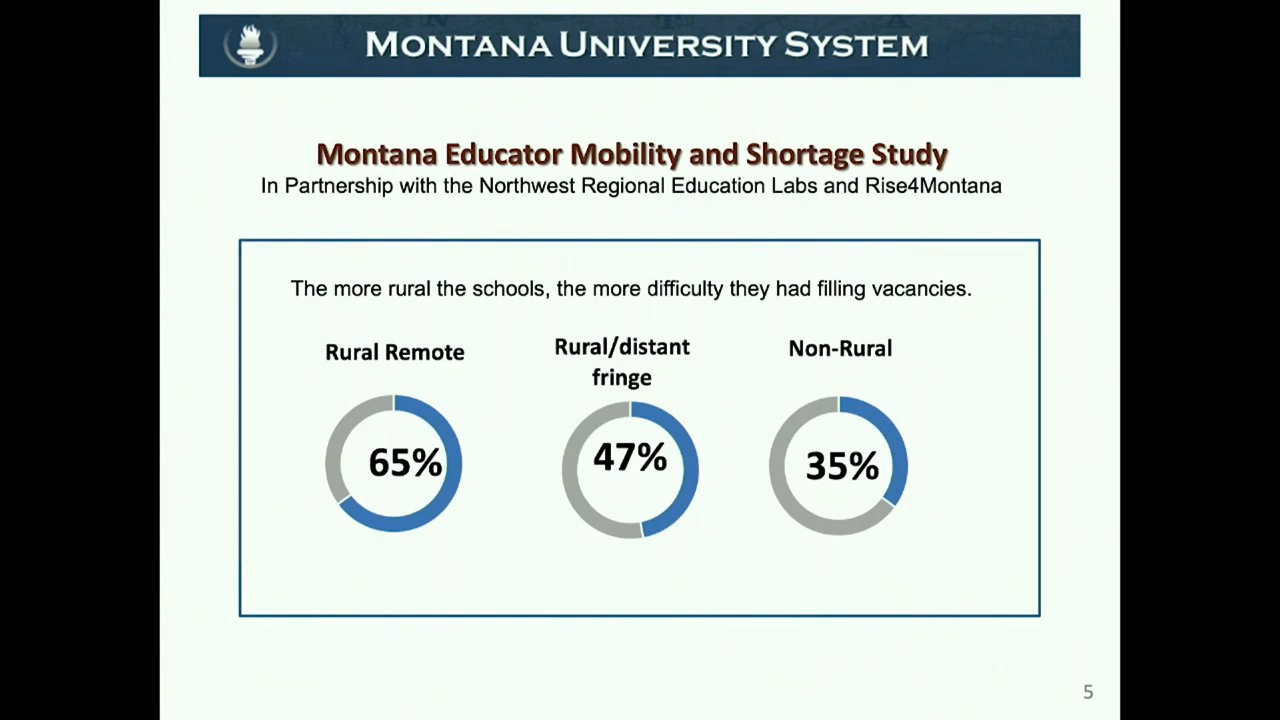 MONTANA UNIVERSITY SYSTEM
Montana Educator Mobility and Shortage Study
In Partnership with the Northwest Regional Education Labs and Rise4Montana
The more rural the schools, the more difficulty they had filling vacancies.
Rural Remote
Rural/distant
fringe
Non-Rural
65%
47%
35%
5